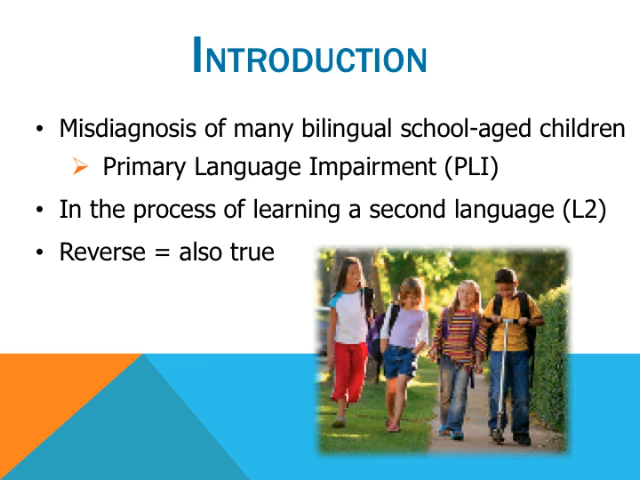 INTRODUCTION
• Misdiagnosis of many bilingual school-aged children
➢ Primary Language Impairment (PLI)
• In the process of learning a second language (L2)
• Reverse = also true